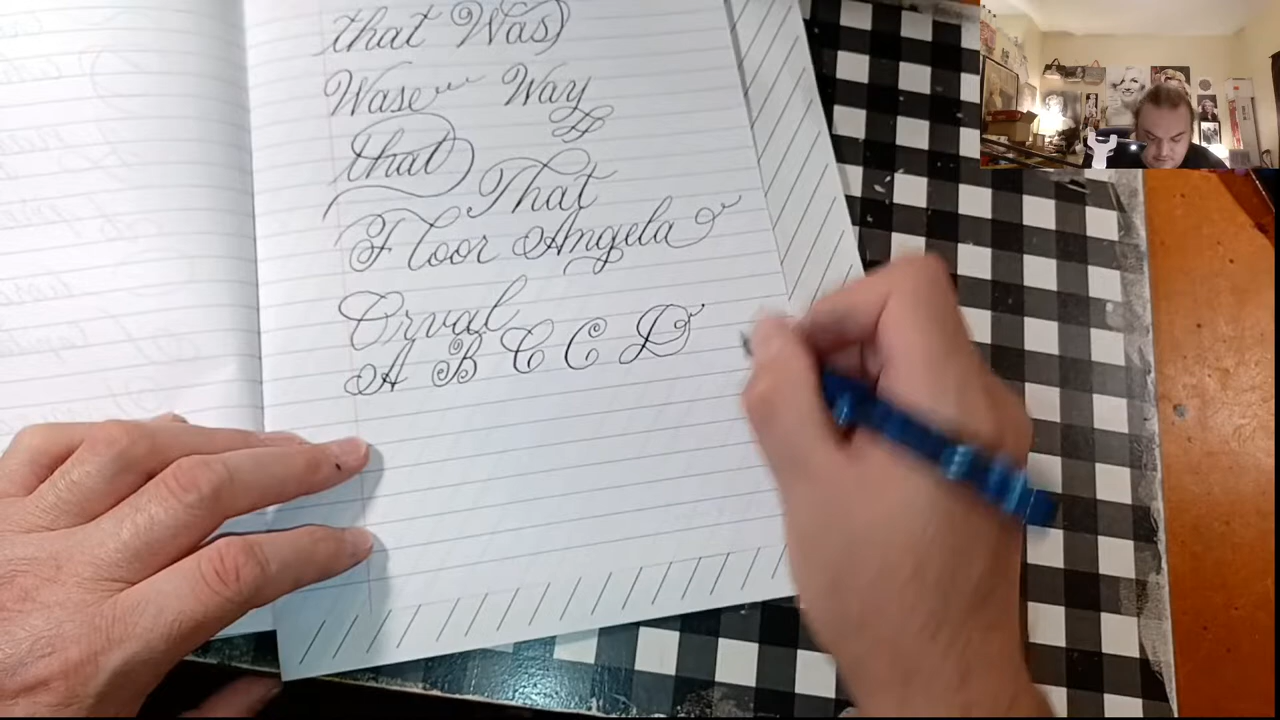 that Was
Wase Way
that
That
Floor Angela
Orval
A B C C D